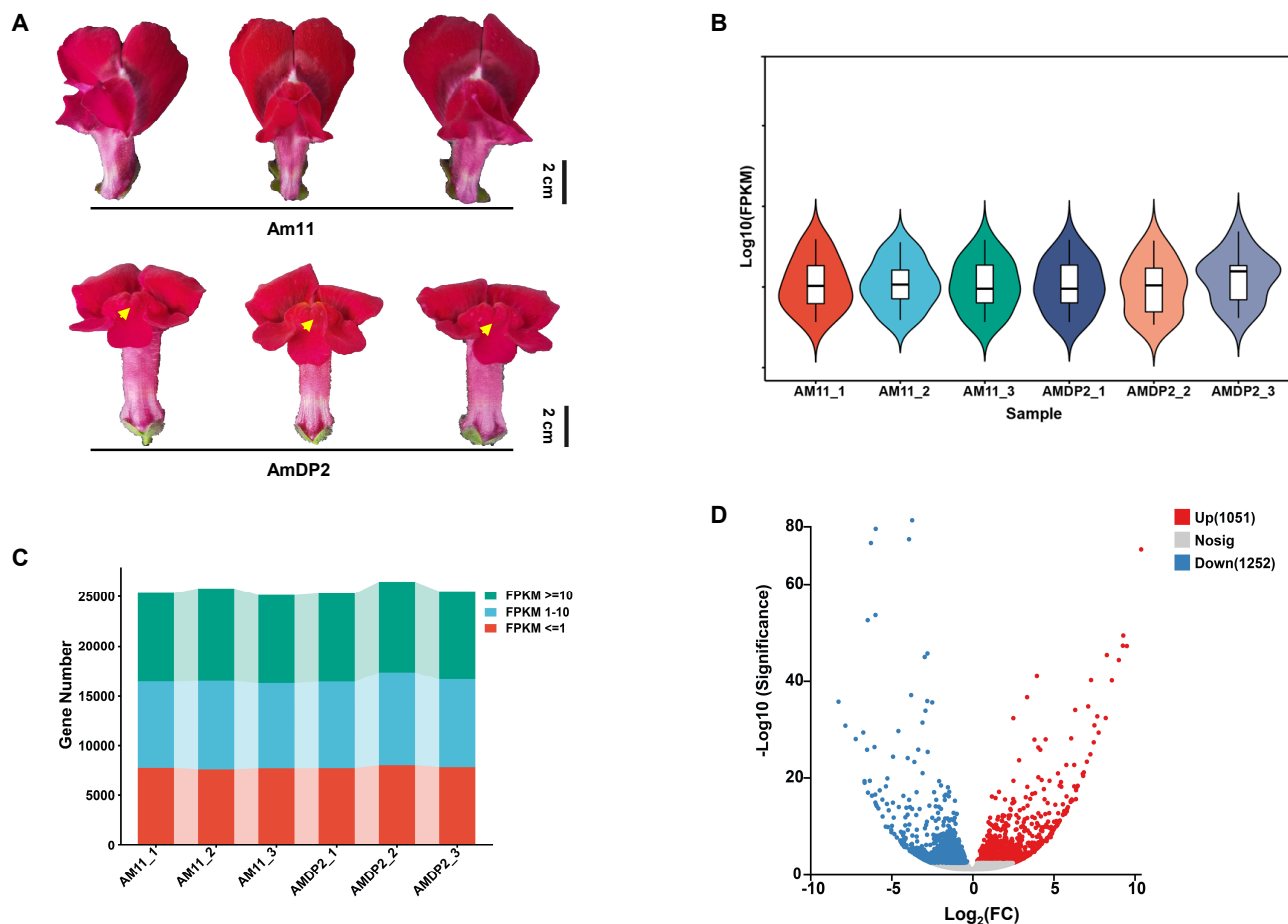 A
2 cm
Am11
2 cm
AmDP2
B
Log10(FPKM)
AM11_1 AM11_2 AM11_3 AMDP2_1 AMDP2_2 AMDP2_3
Sample
C
Gene Number
25000
20000
15000
10000
5000
0
FPKM >=10
FPKM 1-10
FPKM <=1
AM11_1 AM11_2 AM11_3 AMDP2_1 AMDP2_2 AMDP2_3
D
-Log10 (Significance)
80
60
40
20
0
Up(1051)
Nosig
Down(1252)
-10 -5 0 5 10
Log₂(FC)